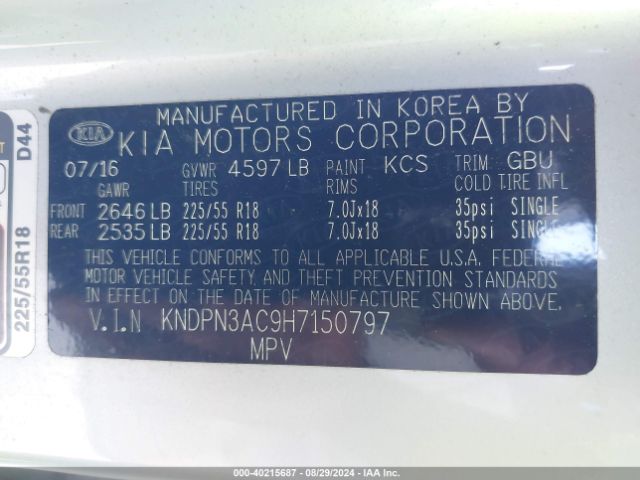 MANUFACTURED IN KOREA BY
KIA KIA MOTORS CORPORATION
07/16 GVWR 4597 LB PAINT KCS TRIM: GBU
GAWR TIRES RIMS COLD TIRE INFL
FRONT 2646 LB 225/55 R18 7.0Jx18 35psi SINGLE
REAR 2535 LB 225/55 R18 7.0Jx18 35psi SINGLE
THIS VEHICLE CONFORMS TO ALL APPLICABLE U.S.A. FEDERAL
MOTOR VEHICLE SAFETY, AND THEFT PREVENTION STANDARDS
IN EFFECT ON THE DATE OF MANUFACTURE SHOWN ABOVE.
V.I.N KNDPN3AC9H7150797
MPV
D44
225/55R18
000-40215687 - 08/29/2024 - IAAI.COM